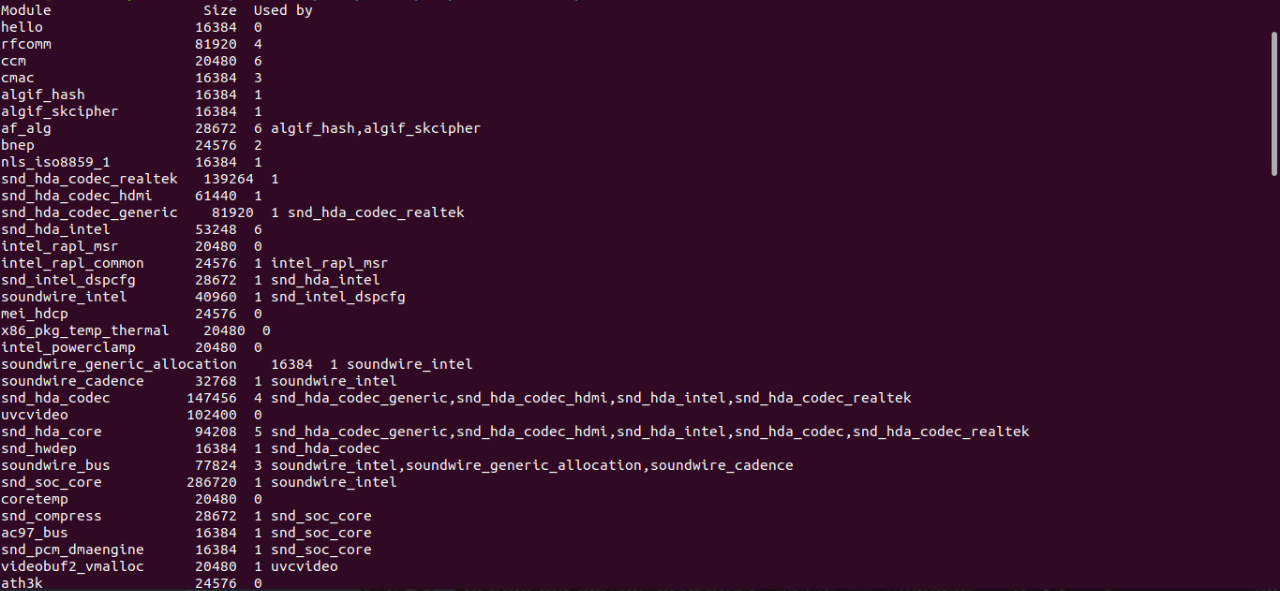 Module                  Size  Used by
hello                  16384  0
rfcomm                 81920  4
ccm                    20480  6
cmac                   16384  3
algif_hash             16384  1
algif_skcipher         16384  1
af_alg                 28672  6 algif_hash,algif_skcipher
bnep                   24576  2
nls_iso8859_1          16384  1
snd_hda_codec_realtek   139264  1
snd_hda_codec_hdmi     61440  1
snd_hda_codec_generic    81920  1 snd_hda_codec_realtek
snd_hda_intel          53248  6
intel_rapl_msr         20480  0
intel_rapl_common      24576  1 intel_rapl_msr
snd_intel_dspcfg       28672  1 snd_hda_intel
soundwire_intel        40960  1 snd_intel_dspcfg
mei_hdcp               24576  0
x86_pkg_temp_thermal    20480  0
intel_powerclamp       20480  0
soundwire_generic_allocation    16384  1 soundwire_intel
soundwire_cadence      32768  1 soundwire_intel
snd_hda_codec         147456  4 snd_hda_codec_generic,snd_hda_codec_hdmi,snd_hda_intel,snd_hda_codec_realtek
uvcvideo              102400  0
snd_hda_core           94208  5 snd_hda_codec_generic,snd_hda_codec_hdmi,snd_hda_intel,snd_hda_codec,snd_hda_codec_realtek
snd_hwdep              16384  1 snd_hda_codec
soundwire_bus          77824  3 soundwire_intel,soundwire_generic_allocation,soundwire_cadence
snd_soc_core          286720  1 soundwire_intel
coretemp               20480  0
snd_compress           28672  1 snd_soc_core
ac97_bus               16384  1 snd_soc_core
snd_pcm_dmaengine      16384  1 snd_soc_core
videobuf2_vmalloc      20480  1 uvcvideo
ath3k                  24576  0